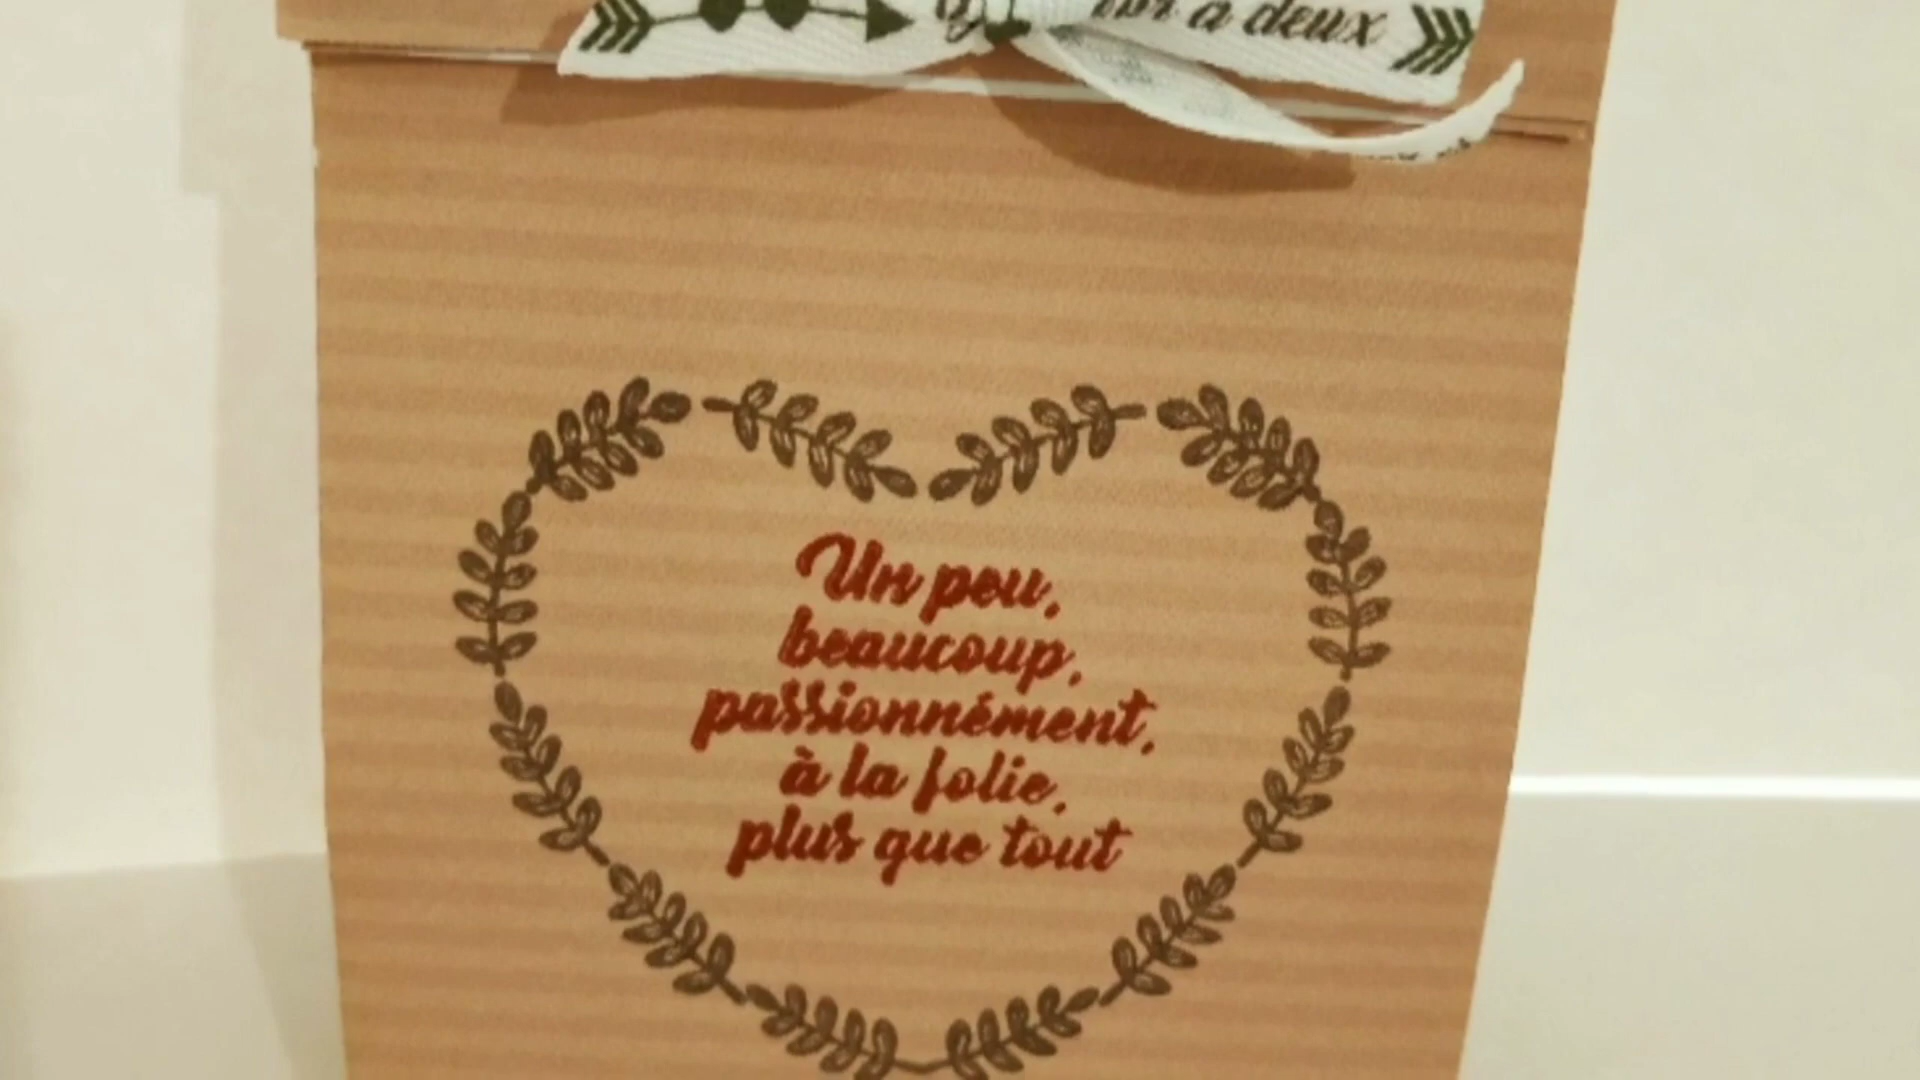 à deux
Un peu,
beaucoup,
passionnément,
à la folie,
plus que tout